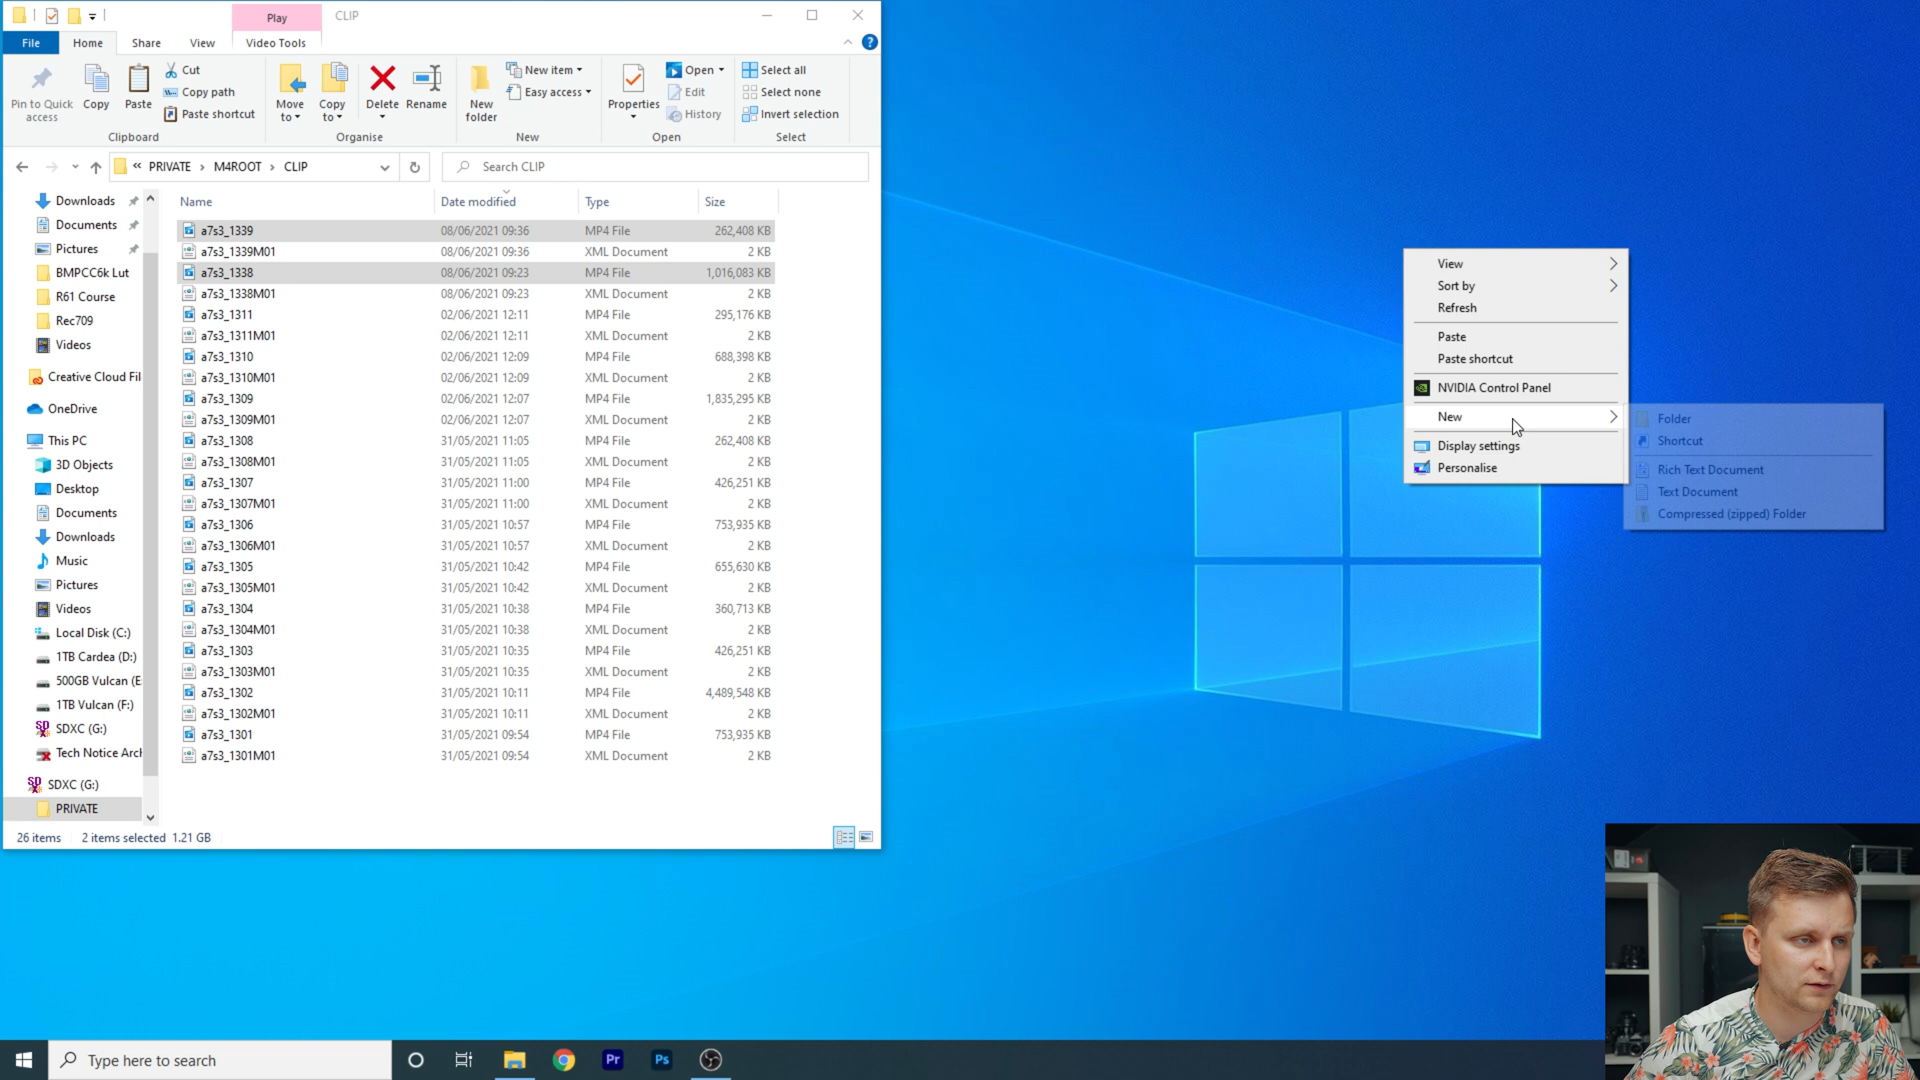 Play
CLIP
File
Home
Share
View
Video Tools
Pin to Quick access
Copy
Paste
Cut
Copy path
Paste shortcut
Clipboard
Move to
Copy to
Delete
Rename
Organise
New folder
New item
Easy access
New
Properties
Open
Edit
History
Open
Select all
Select none
Invert selection
Select
« PRIVATE > M4ROOT > CLIP
Search CLIP
Downloads
Documents
Pictures
BMPCC6k Lut
R61 Course
Rec709
Videos
Creative Cloud Fil
OneDrive
This PC
3D Objects
Desktop
Documents
Downloads
Music
Pictures
Videos
Local Disk (C:)
1TB Cardea (D:)
500GB Vulcan (E
1TB Vulcan (F:)
SDXC (G:)
Tech Notice Arch
SDXC (G:)
PRIVATE
Name Date modified Type Size
a7s3_1339 08/06/2021 09:36 MP4 File 262,408 KB
a7s3_1339M01 08/06/2021 09:36 XML Document 2 KB
a7s3_1338 08/06/2021 09:23 MP4 File 1,016,083 KB
a7s3_1338M01 08/06/2021 09:23 XML Document 2 KB
a7s3_1311 02/06/2021 12:11 MP4 File 295,176 KB
a7s3_1311M01 02/06/2021 12:11 XML Document 2 KB
a7s3_1310 02/06/2021 12:09 MP4 File 688,398 KB
a7s3_1310M01 02/06/2021 12:09 XML Document 2 KB
a7s3_1309 02/06/2021 12:07 MP4 File 1,835,295 KB
a7s3_1309M01 02/06/2021 12:07 XML Document 2 KB
a7s3_1308 31/05/2021 11:05 MP4 File 262,408 KB
a7s3_1308M01 31/05/2021 11:05 XML Document 2 KB
a7s3_1307 31/05/2021 11:00 MP4 File 426,251 KB
a7s3_1307M01 31/05/2021 11:00 XML Document 2 KB
a7s3_1306 31/05/2021 10:57 MP4 File 753,935 KB
a7s3_1306M01 31/05/2021 10:57 XML Document 2 KB
a7s3_1305 31/05/2021 10:42 MP4 File 655,630 KB
a7s3_1305M01 31/05/2021 10:42 XML Document 2 KB
a7s3_1304 31/05/2021 10:38 MP4 File 360,713 KB
a7s3_1304M01 31/05/2021 10:38 XML Document 2 KB
a7s3_1303 31/05/2021 10:35 MP4 File 426,251 KB
a7s3_1303M01 31/05/2021 10:35 XML Document 2 KB
a7s3_1302 31/05/2021 10:11 MP4 File 4,489,548 KB
a7s3_1302M01 31/05/2021 10:11 XML Document 2 KB
a7s3_1301 31/05/2021 09:54 MP4 File 753,935 KB
a7s3_1301M01 31/05/2021 09:54 XML Document 2 KB
26 items 2 items selected 1.21 GB
View
Sort by
Refresh
Paste
Paste shortcut
NVIDIA Control Panel
New
Display settings
Personalise
Folder
Shortcut
Rich Text Document
Text Document
Compressed (zipped) Folder
Type here to search
Pr
Ps